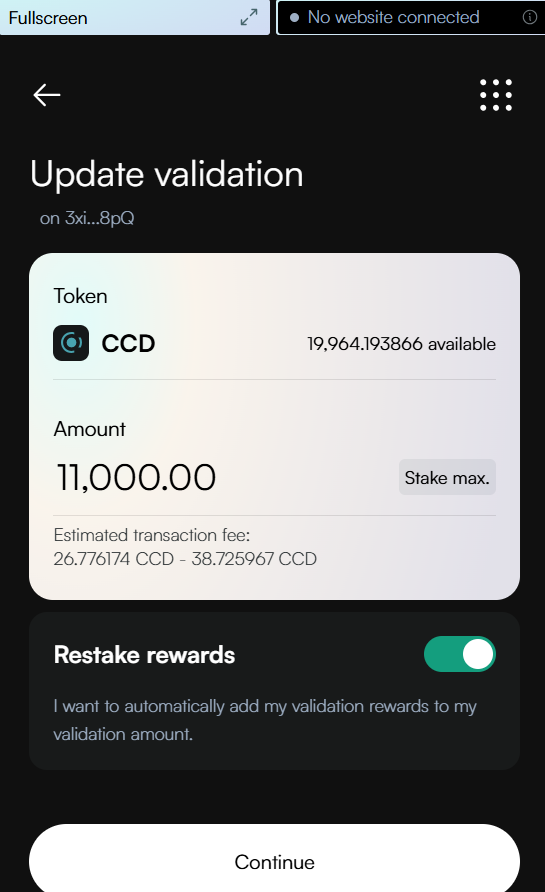 Fullscreen
No website connected
Update validation
on 3xi...8pQ
Token
CCD
19,964.193866 available
Amount
11,000.00
Stake max.
Estimated transaction fee:
26.776174 CCD - 38.725967 CCD
Restake rewards
I want to automatically add my validation rewards to my
validation amount.
Continue